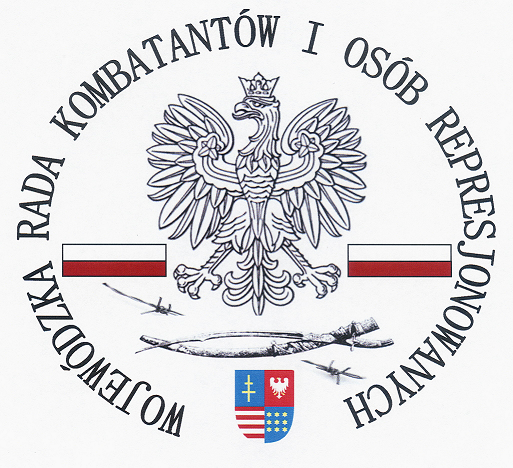 WOJEWÓDZKA RADA KOMBATANTÓW I OSÓB REPRESJONOWANYCH